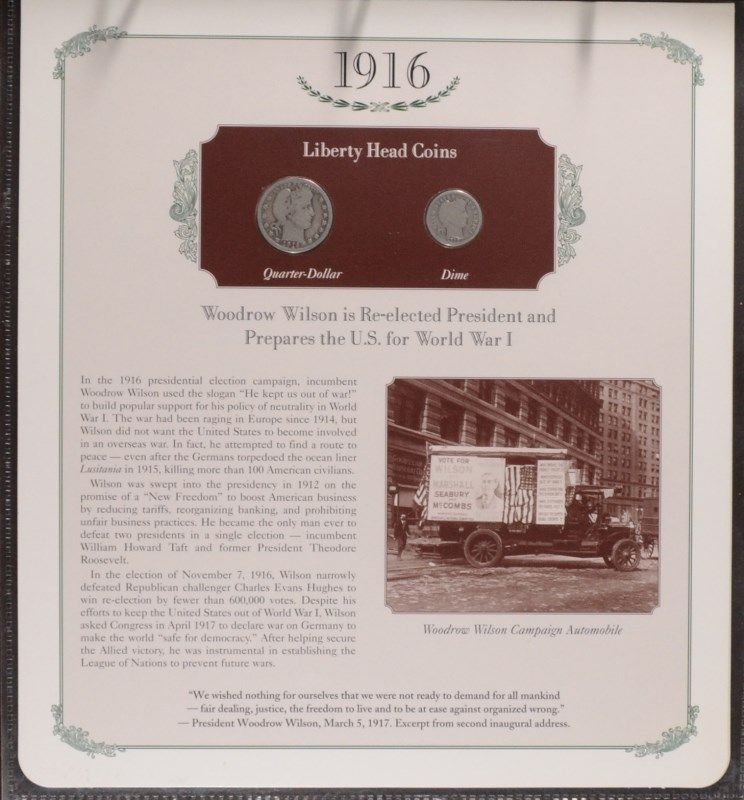 1916
Liberty Head Coins
Quarter-Dollar
Dime
Woodrow Wilson is Re-elected President and
Prepares the U.S. for World War I
In the 1916 presidential election campaign, incumbent
Woodrow Wilson used the slogan “He kept us out of war!”
to build popular support for his policy of neutrality in World
War I. The war had been raging in Europe since 1914, but
Wilson did not want the United States to become involved
in an overseas war. In fact, he attempted to find a route to
peace — even after the Germans torpedoed the ocean liner
Lusitania in 1915, killing more than 100 American civilians.
Wilson was swept into the presidency in 1912 on the
promise of a “New Freedom” to boost American business
by reducing tariffs, reorganizing banking, and prohibiting
unfair business practices. He became the only man ever to
defeat two presidents in a single election — incumbent
William Howard Taft and former President Theodore
Roosevelt.
In the election of November 7, 1916, Wilson narrowly
defeated Republican challenger Charles Evans Hughes to
win re-election by fewer than 600,000 votes. Despite his
efforts to keep the United States out of World War I, Wilson
asked Congress in April 1917 to declare war on Germany to
make the world “safe for democracy.” After helping secure
the Allied victory, he was instrumental in establishing the
League of Nations to prevent future wars.
VOTE FOR
WILSON
MARSHALL
SEABURY
McCOMBS
Woodrow Wilson Campaign Automobile
“We wished nothing for ourselves that we were not ready to demand for all mankind
— fair dealing, justice, the freedom to live and to be at ease against organized wrong.”
— President Woodrow Wilson, March 5, 1917. Excerpt from second inaugural address.